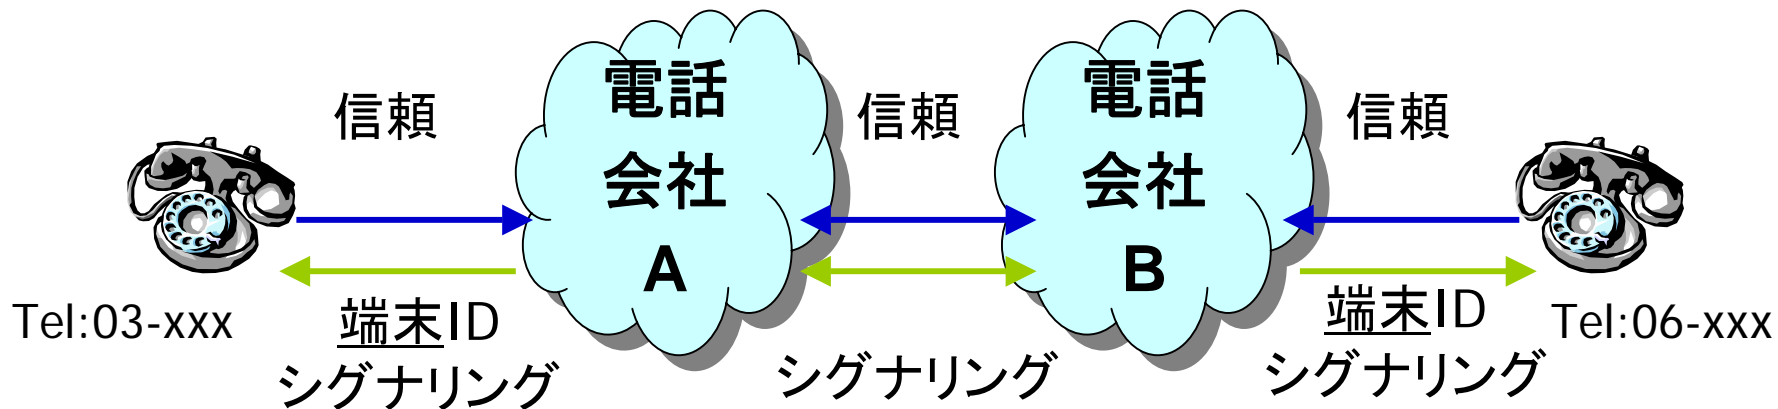 信頼
電話
会社
A
信頼
電話
会社
B
信頼
Tel:03-xxx
端末ID
シグナリング
シグナリング
端末ID
シグナリング
Tel:06-xxx